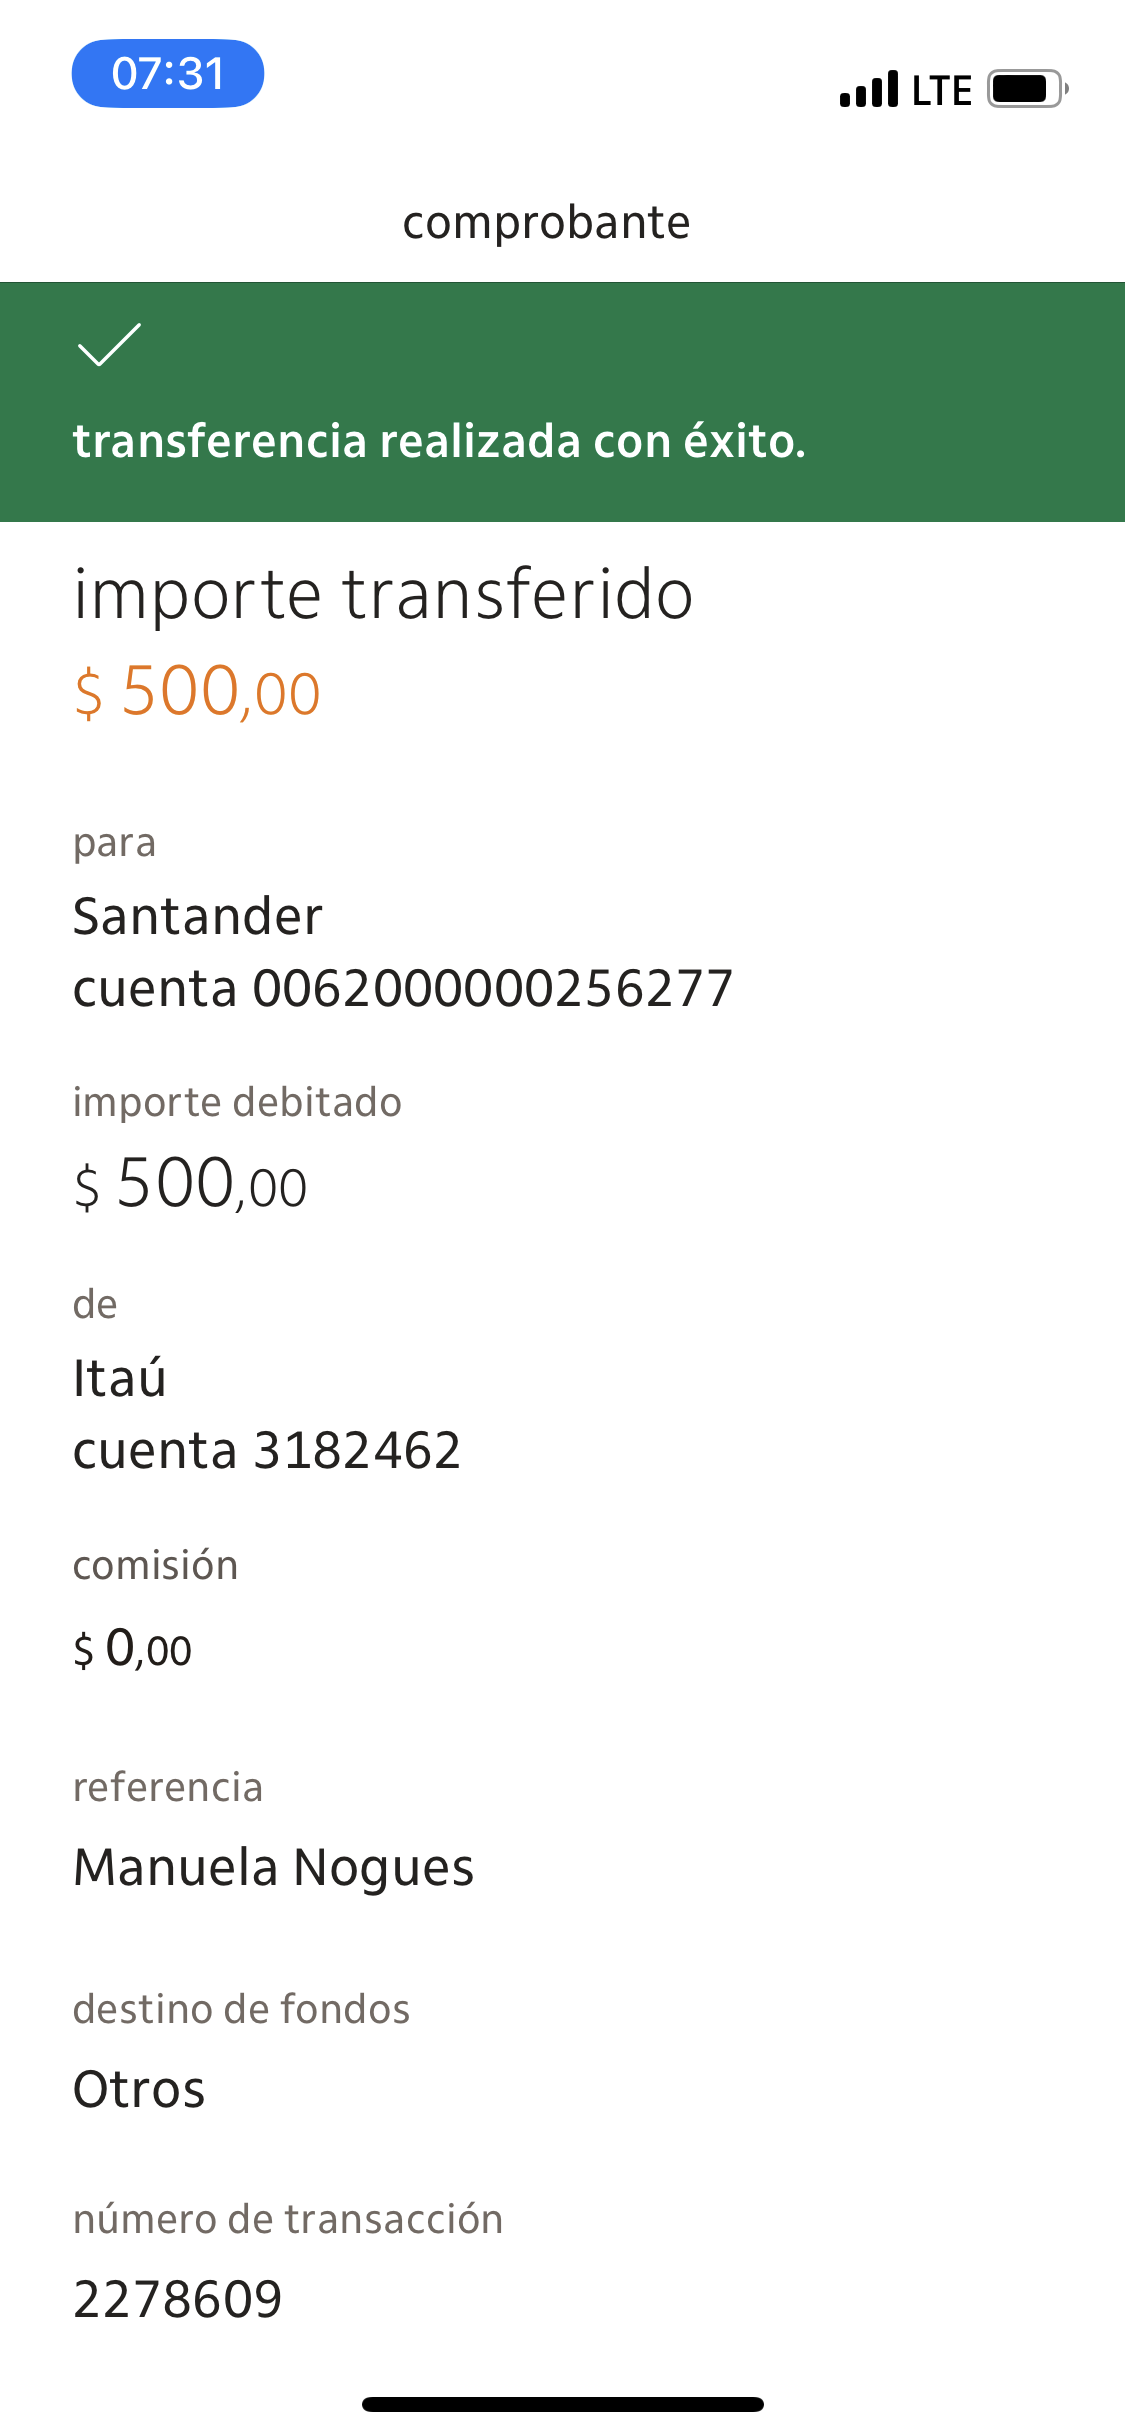 07:31
LTE
comprobante
transferencia realizada con éxito.
importe transferido
$ 500,00
para
Santander
cuenta 0062000000256277
importe debitado
$ 500,00
de
Itaú
cuenta 3182462
comisión
$ 0,00
referencia
Manuela Nogues
destino de fondos
Otros
número de transacción
2278609